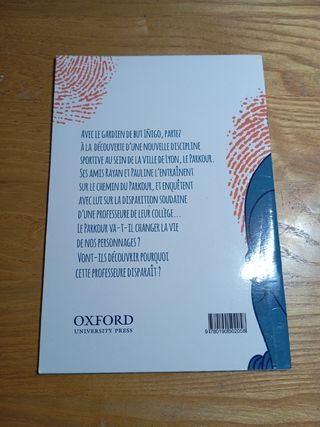 Avec le gardien de but Iñigo, partez
à la découverte d'une nouvelle discipline
sportive au sein de la ville de Lyon, le Parkour.
Ses amis Rayan et Pauline l'entraînent
sur le chemin du Parkour, et enquêtent
avec lui sur la disparition soudaine
d'une professeure de leur collège...
Le Parkour va-t-il changer la vie
de nos personnages ?
Vont-ils découvrir pourquoi
cette professeure disparaît ?
OXFORD
UNIVERSITY PRESS
9780190502058